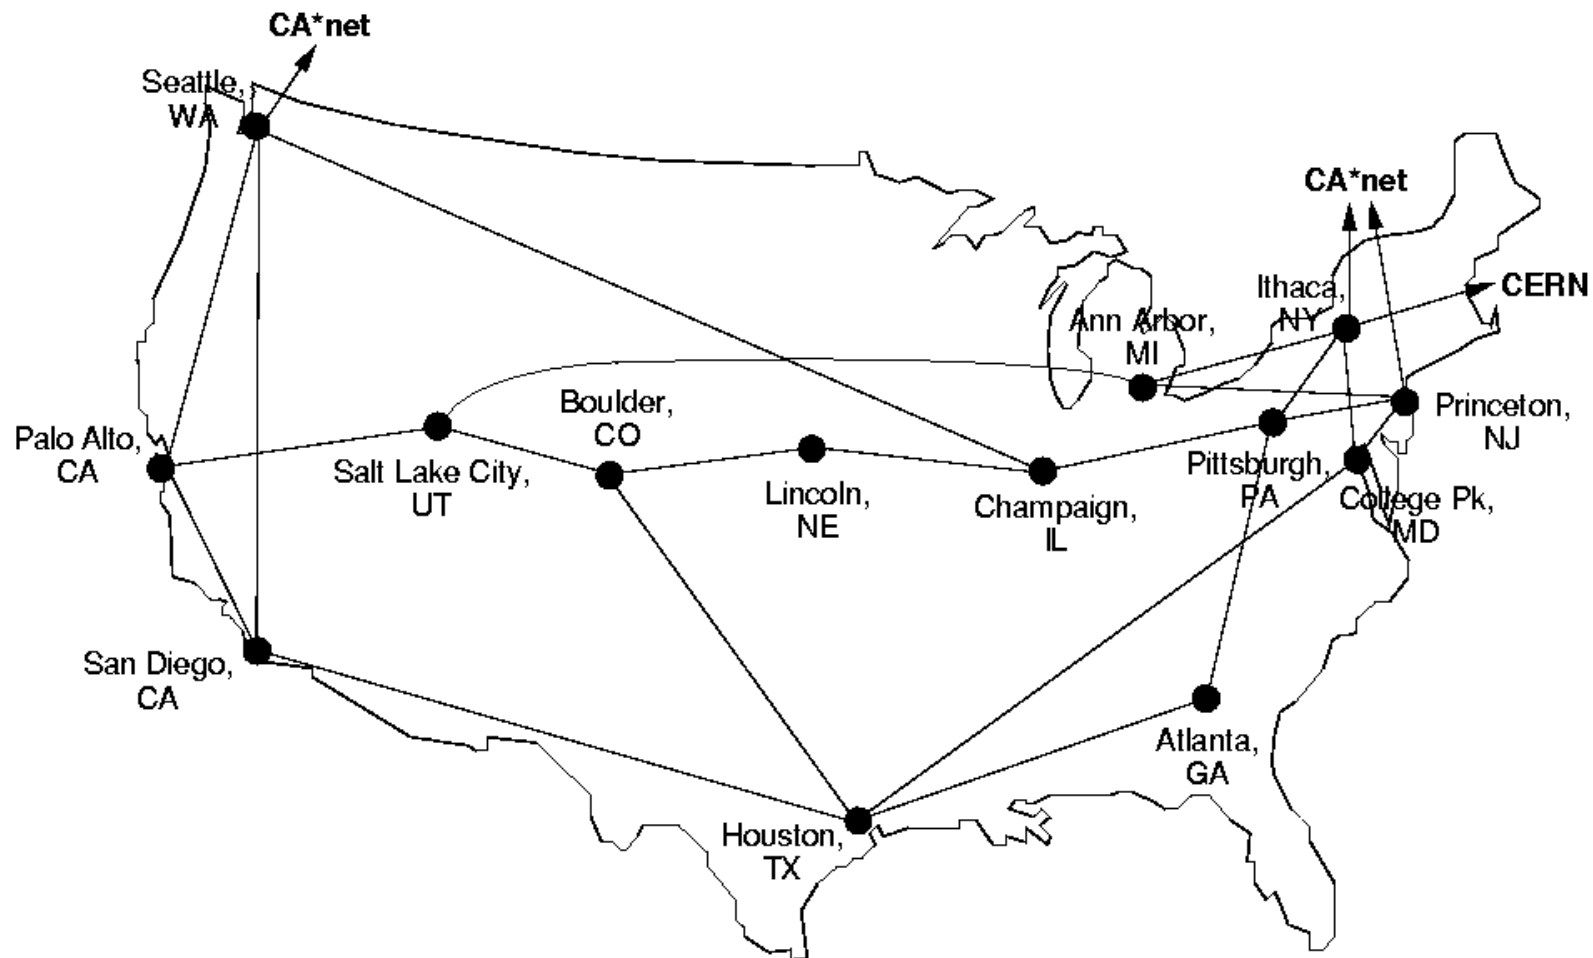 CA*net
Seattle,
WA
CA*net
Ithaca,
NY
CERN
Ann Arbor,
MI
Boulder,
CO
Palo Alto,
CA
Salt Lake City,
UT
Lincoln,
NE
Champaign,
IL
Pittsburgh,
PA
Princeton,
NJ
College Pk,
MD
San Diego,
CA
Atlanta,
GA
Houston,
TX